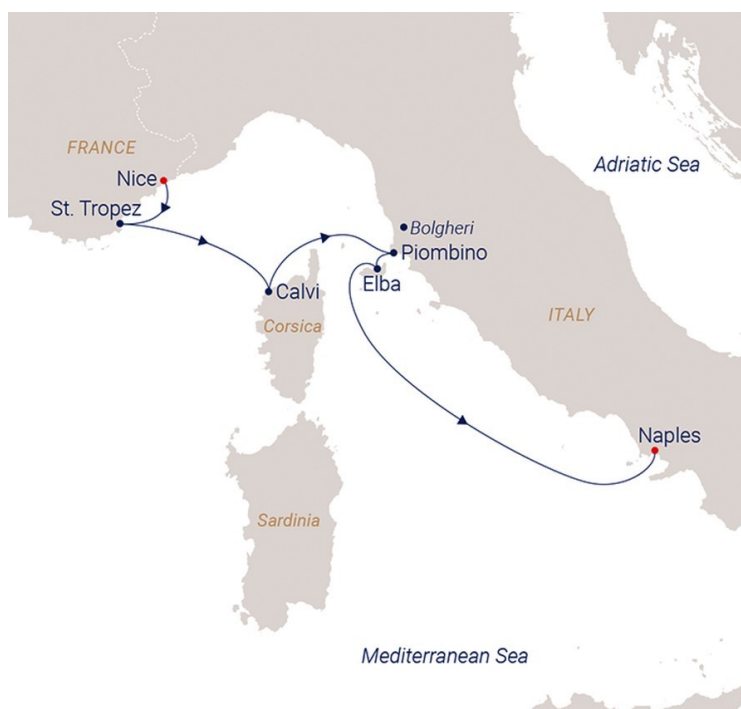 FRANCE
Adriatic Sea
Nice
St. Tropez
Bolgheri
Piombino
Elba
Calvi
ITALY
Corsica
Naples
Sardinia
Mediterranean Sea